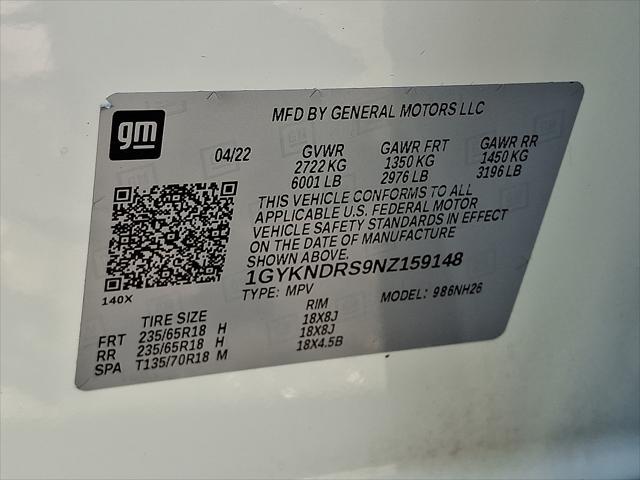 MFD BY GENERAL MOTORS LLC
gm
04/22 GVWR GAWR FRT GAWR RR
2722 KG 1350 KG 1450 KG
6001 LB 2976 LB 3196 LB
THIS VEHICLE CONFORMS TO ALL
APPLICABLE U.S. FEDERAL MOTOR
VEHICLE SAFETY STANDARDS IN EFFECT
ON THE DATE OF MANUFACTURE
SHOWN ABOVE.
1GYKNDRS9NZ159148
140X
TYPE: MPV MODEL: 986NH26
TIRE SIZE RIM
FRT 235/65R18 H 18X8J
RR 235/65R18 H 18X8J
SPA T135/70R18 M 18X4.5B